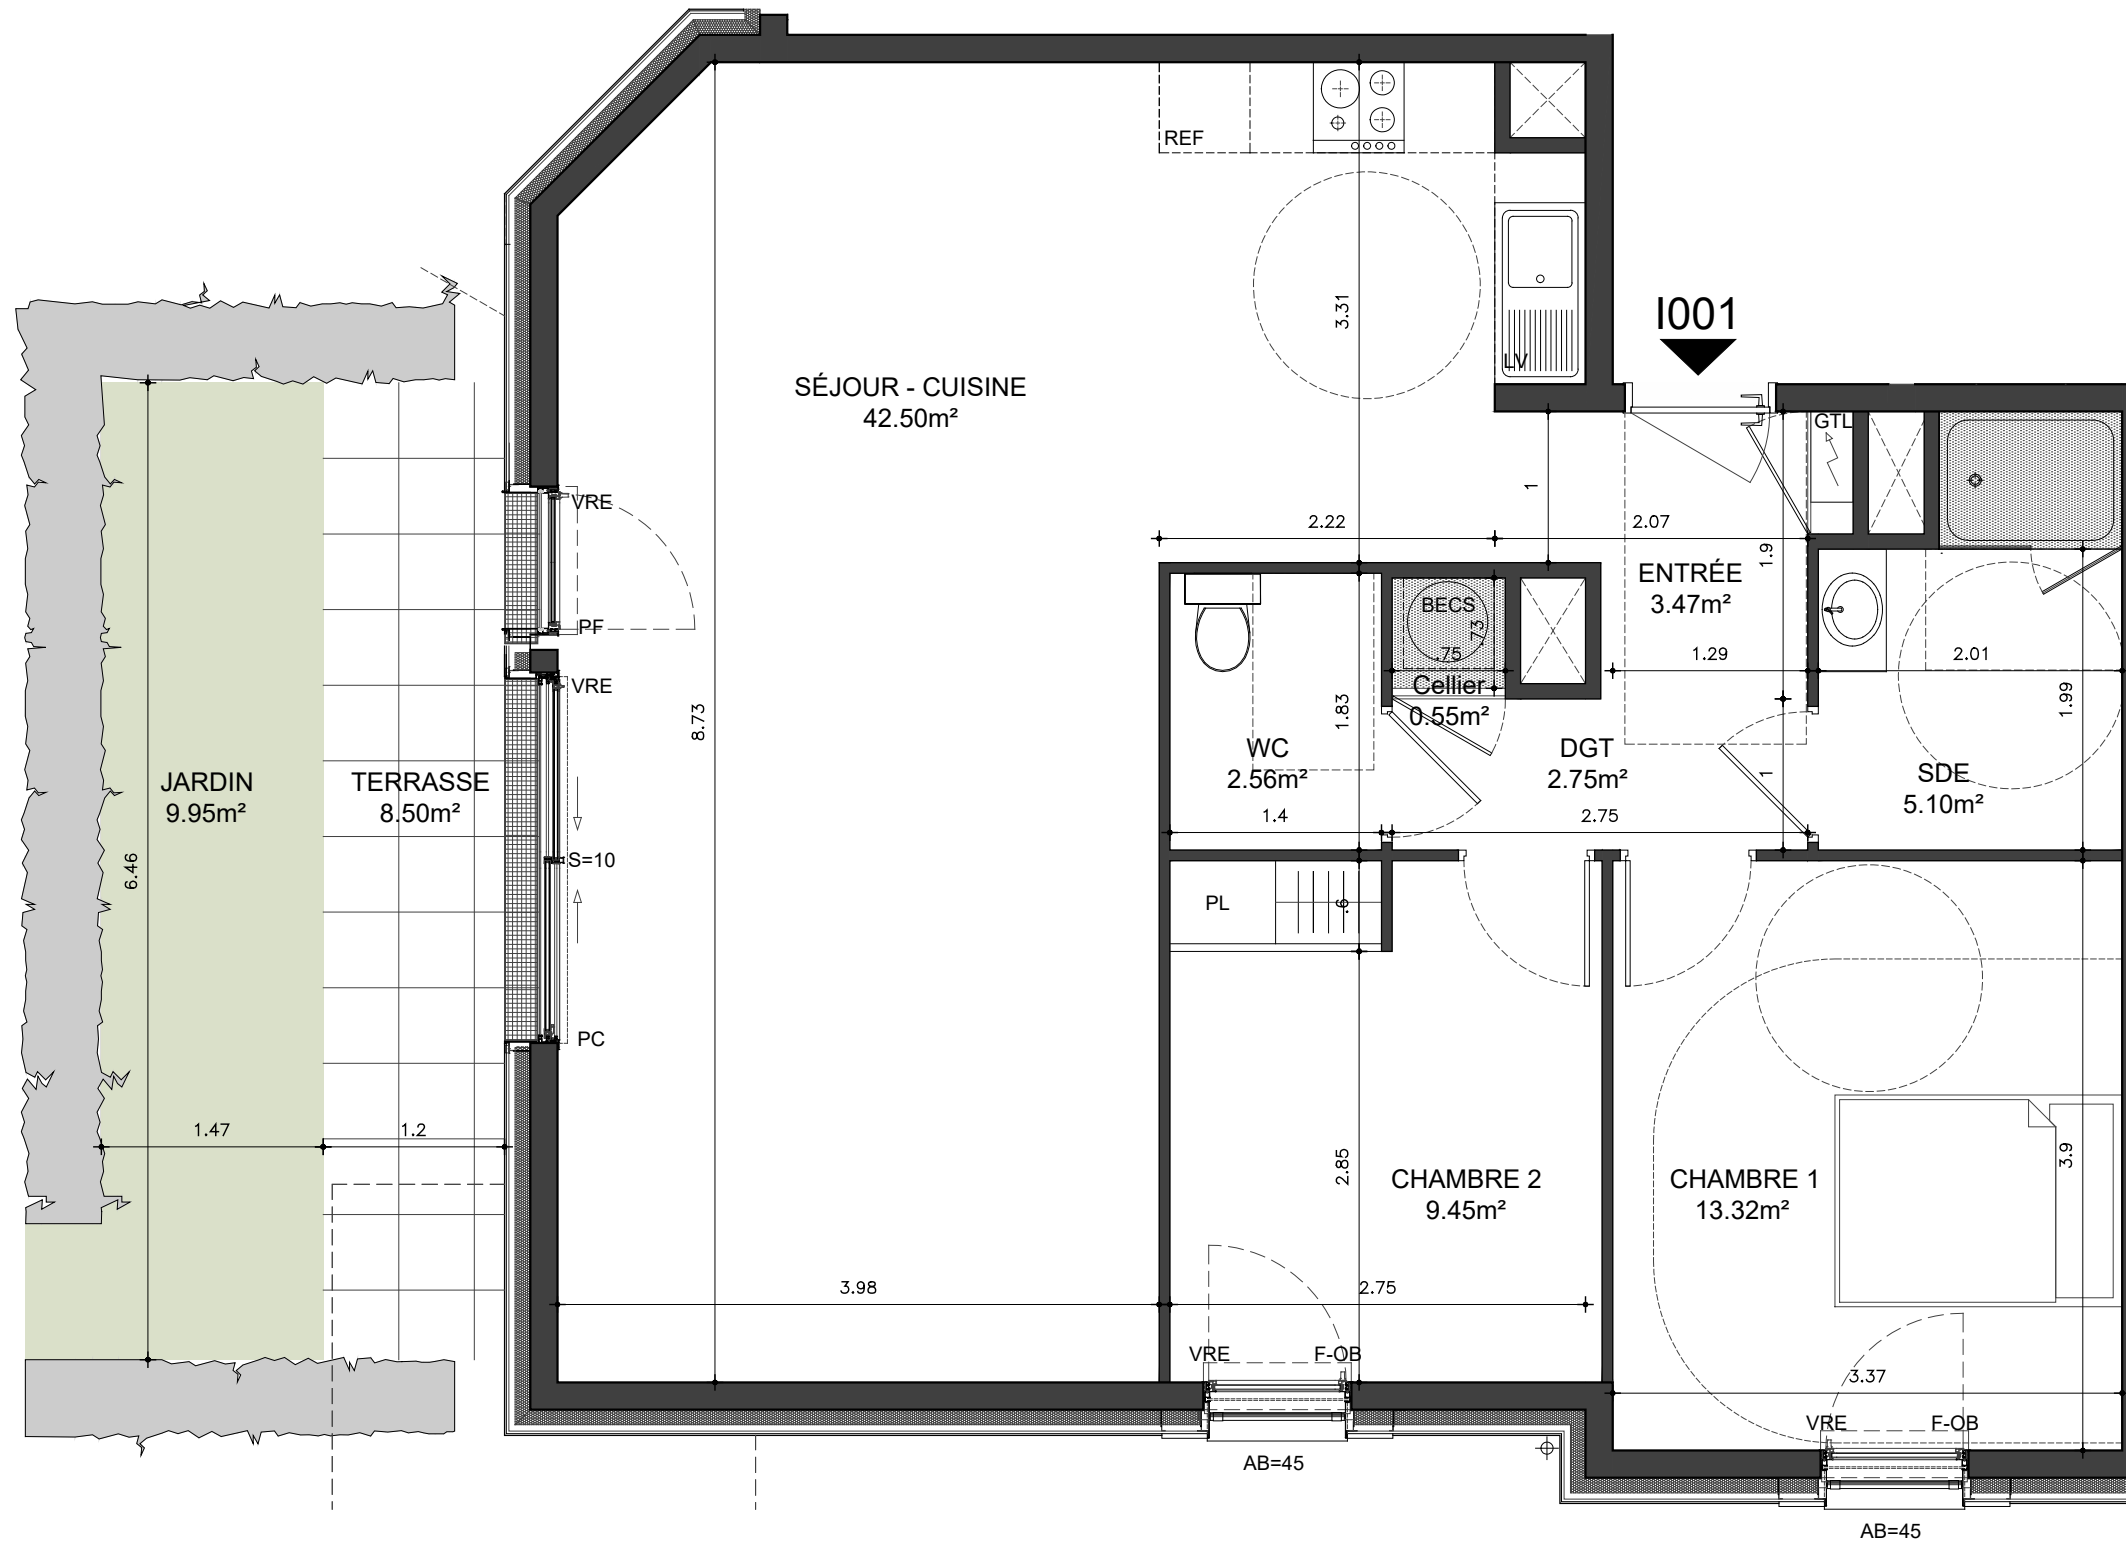 REF
3.31
I001
LV
SÉJOUR - CUISINE
42.50m²
GTL
1
VRE
2.22
2.07
1.9
ENTRÉE
3.47m²
BECS
.73
.75
PF
1.29
2.01
VRE
Cellier
0.55m²
1.99
8.73
1.83
WC
2.56m²
DGT
2.75m²
1
SDE
5.10m²
JARDIN
9.95m²
TERRASSE
8.50m²
1.4
2.75
6.46
S=10
PL
.6
PC
1.47
1.2
2.85
3.9
CHAMBRE 2
9.45m²
CHAMBRE 1
13.32m²
3.98
2.75
VRE
F-OB
3.37
VRE
F-OB
AB=45
AB=45